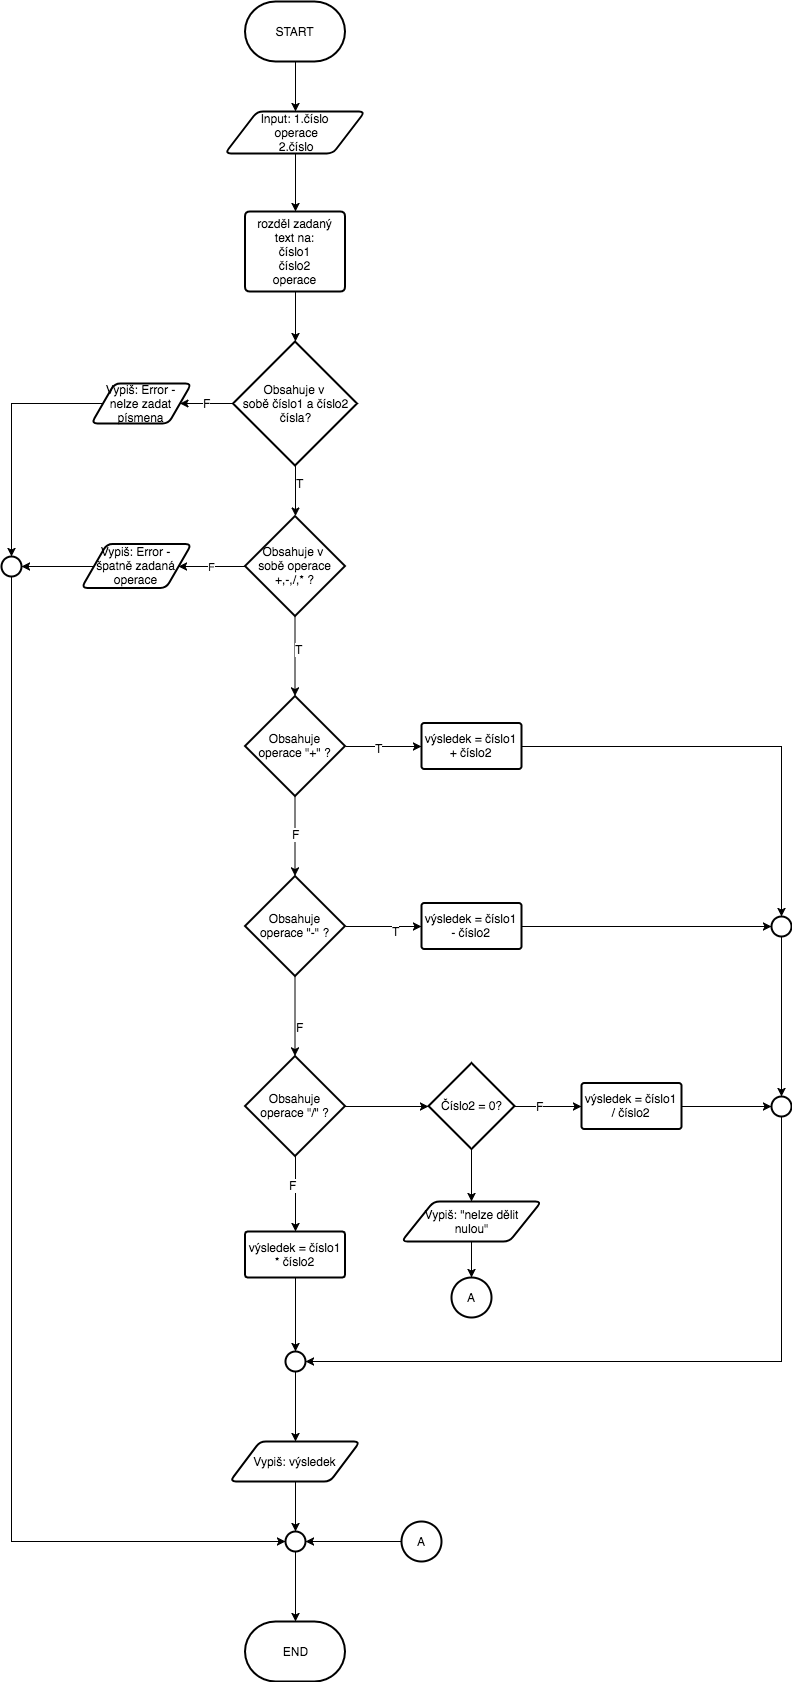 START
Input: 1.číslo
operace
2.číslo
rozděl zadaný
text na:
číslo1
číslo2
operace
Obsahuje v
sobě číslo1 a číslo2
čísla?
F
Vypiš: Error -
nelze zadat
písmena
T
Obsahuje v
sobě operace
+,-,/,* ?
F
Vypiš: Error -
špatně zadaná
operace
T
Obsahuje
operace "+" ?
T
výsledek = číslo1
+ číslo2
F
Obsahuje
operace "-" ?
T
výsledek = číslo1
- číslo2
F
Obsahuje
operace "/" ?
Číslo2 = 0?
F
výsledek = číslo1
/ číslo2
F
Vypiš: "nelze dělit
nulou"
výsledek = číslo1
* číslo2
A
Vypiš: výsledek
A
END